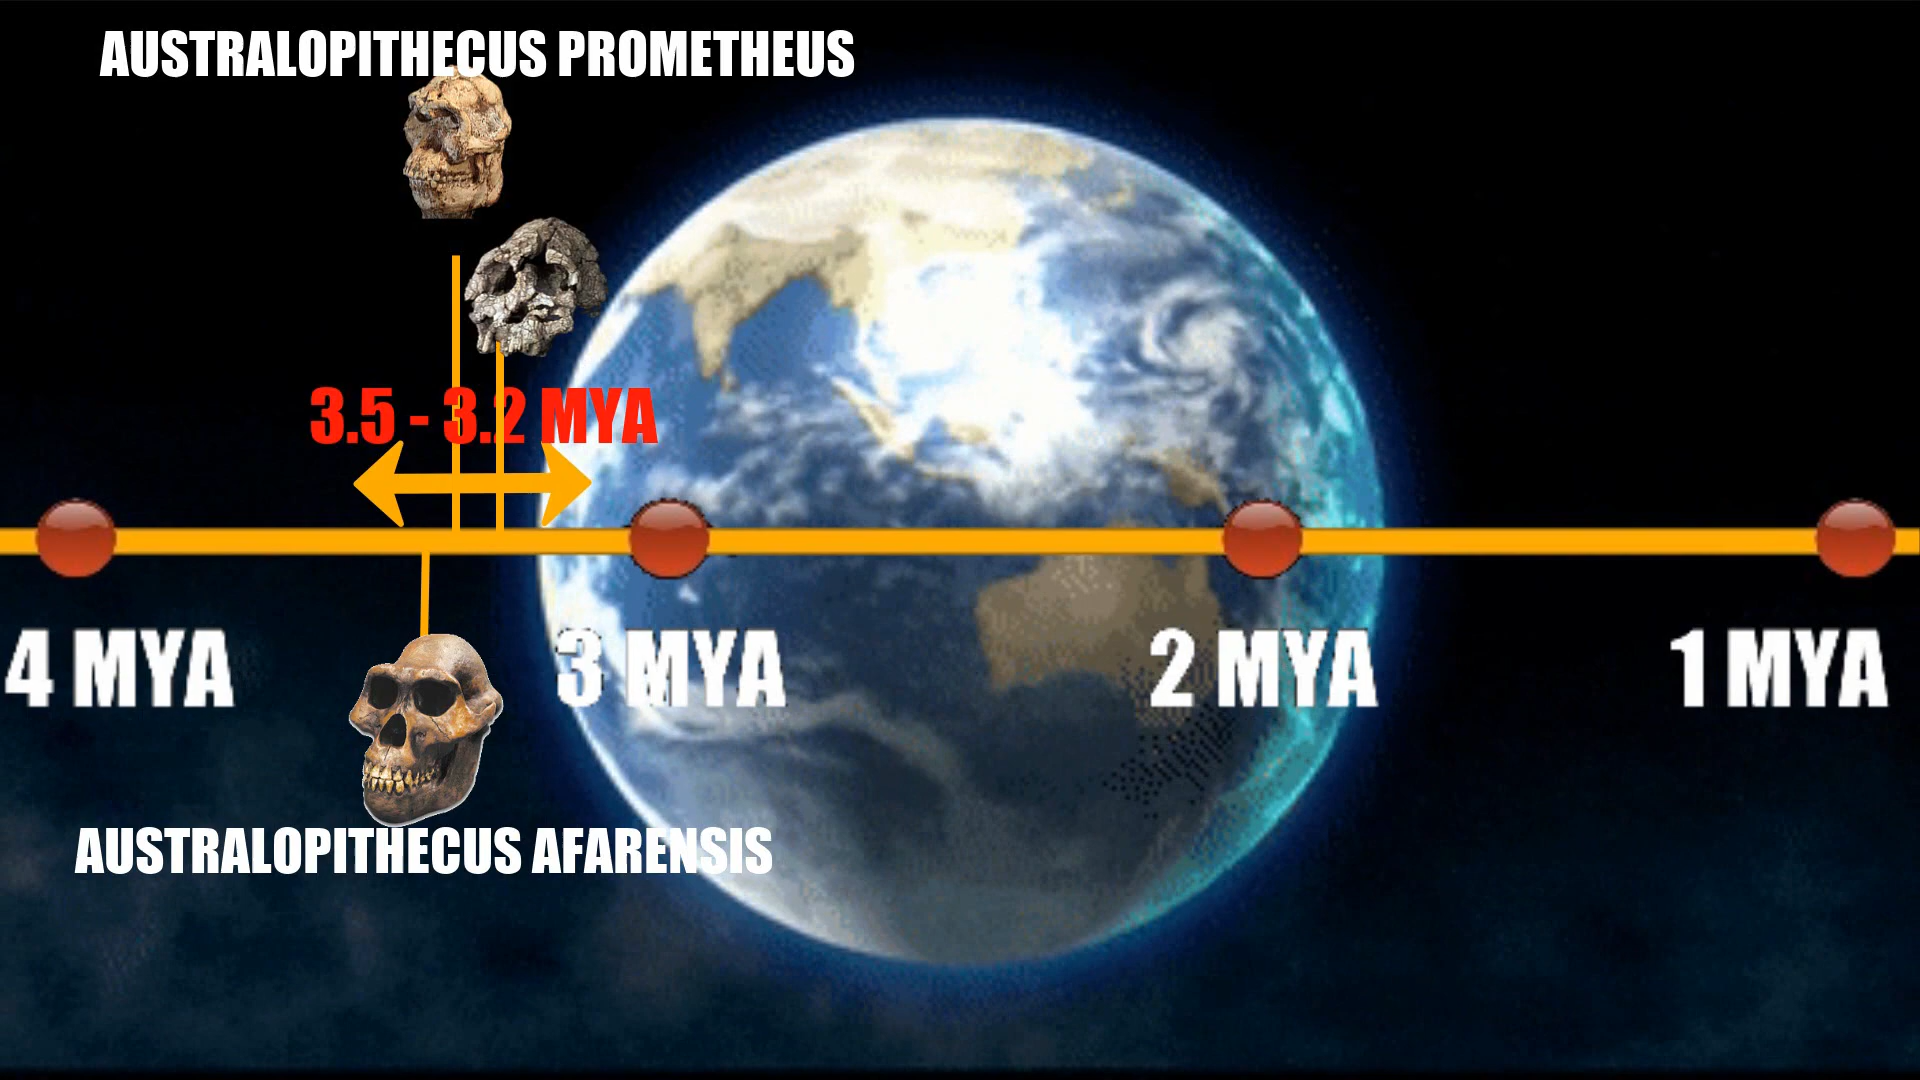 AUSTRALOPITHECUS PROMETHEUS
3.5 - 3.2 MYA
4 MYA
3 MYA
2 MYA
1 MYA
AUSTRALOPITHECUS AFARENSIS